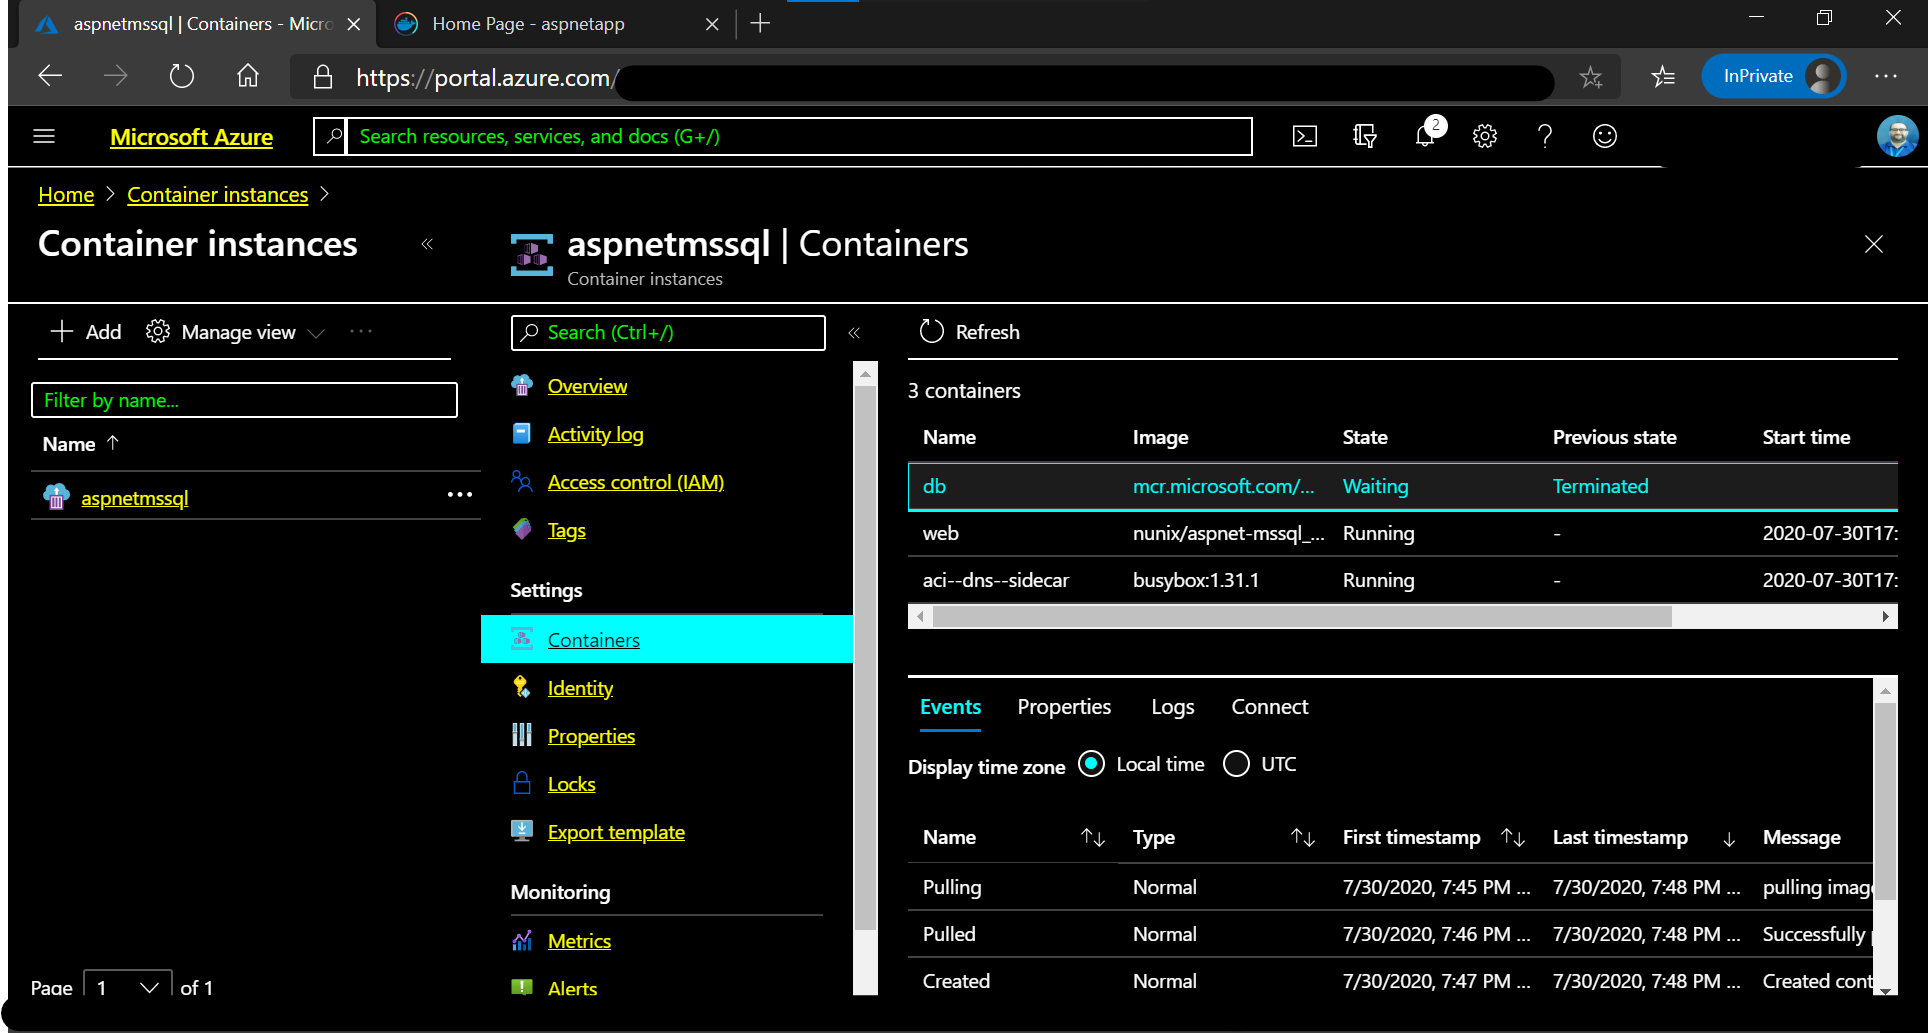 aspnetmssql | Containers - Micro
Home Page - aspnetapp
https://portal.azure.com/
InPrivate
Microsoft Azure
Search resources, services, and docs (G+/)
2
Home > Container instances >
Container instances «
aspnetmssql | Containers
Container instances
+ Add
Manage view
...
Filter by name...
Name ↑
aspnetmssql
...
Page 1 of 1
Search (Ctrl+/)
«
Overview
Activity log
Access control (IAM)
Tags
Settings
Containers
Identity
Properties
Locks
Export template
Monitoring
Metrics
Alerts
Refresh
3 containers
Name Image State Previous state Start time
db mcr.microsoft.com/... Waiting Terminated
web nunix/aspnet-mssql_... Running - 2020-07-30T17:
aci--dns--sidecar busybox:1.31.1 Running - 2020-07-30T17:
Events Properties Logs Connect
Display time zone Local time UTC
Name ↑↓ Type ↑↓ First timestamp ↑↓ Last timestamp ↓ Message
Pulling Normal 7/30/2020, 7:45 PM ... 7/30/2020, 7:48 PM ... pulling image
Pulled Normal 7/30/2020, 7:46 PM ... 7/30/2020, 7:48 PM ... Successfully
Created Normal 7/30/2020, 7:47 PM ... 7/30/2020, 7:48 PM ... Created cont